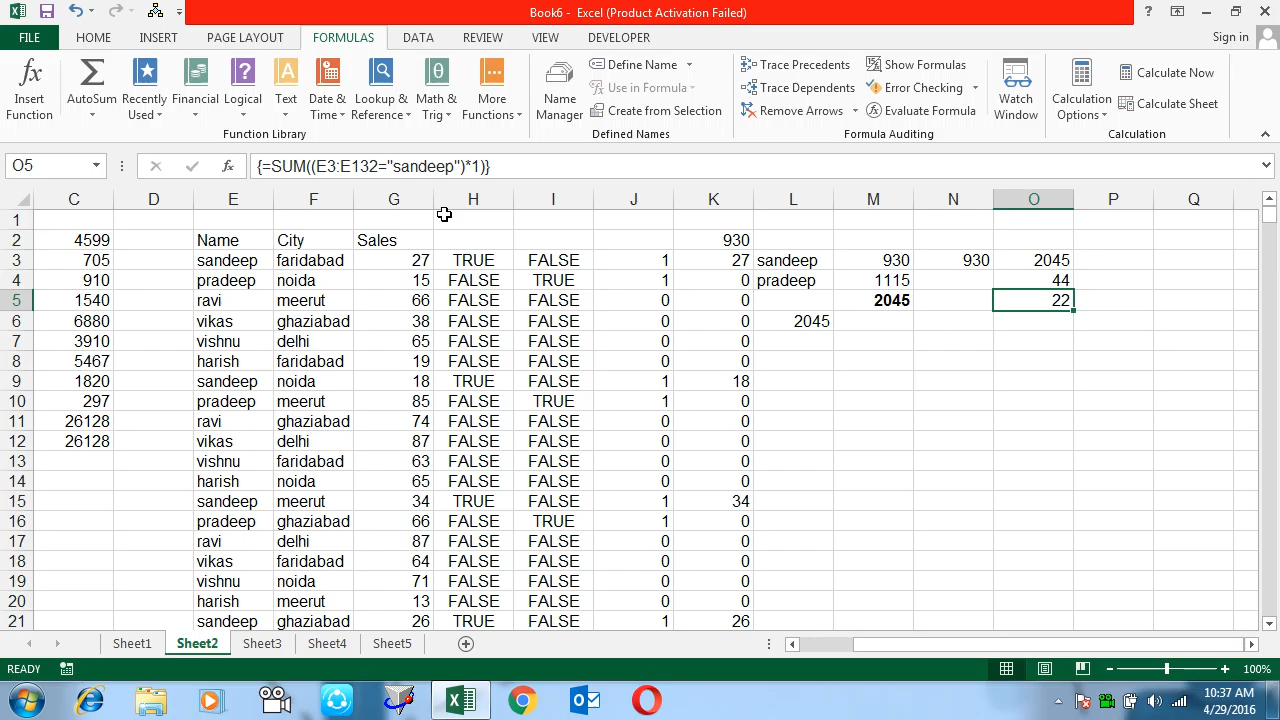 Book6 - Excel (Product Activation Failed)
FILE HOME INSERT PAGE LAYOUT FORMULAS DATA REVIEW VIEW DEVELOPER Sign in
Insert Function
AutoSum
Recently Used
Financial
Logical
Text
Date & Time
Lookup & Reference
Math & Trig
More Functions
Function Library
Name Manager
Define Name
Use in Formula
Create from Selection
Defined Names
Trace Precedents
Trace Dependents
Remove Arrows
Show Formulas
Error Checking
Evaluate Formula
Formula Auditing
Watch Window
Calculation Options
Calculate Now
Calculate Sheet
Calculation
O5 fx {=SUM((E3:E132="sandeep")*1)}
C D E F G H I J K L M N O P Q
1
2 4599 Name City Sales 930
3 705 sandeep faridabad 27 TRUE FALSE 1 27 sandeep 930 930 2045
4 910 pradeep noida 15 FALSE TRUE 1 0 pradeep 1115 44
5 1540 ravi meerut 66 FALSE FALSE 0 0 2045 22
6 6880 vikas ghaziabad 38 FALSE FALSE 0 0 2045
7 3910 vishnu delhi 65 FALSE FALSE 0 0
8 5467 harish faridabad 19 FALSE FALSE 0 0
9 1820 sandeep noida 18 TRUE FALSE 1 18
10 297 pradeep meerut 85 FALSE TRUE 1 0
11 26128 ravi ghaziabad 74 FALSE FALSE 0 0
12 26128 vikas delhi 87 FALSE FALSE 0 0
13 vishnu faridabad 63 FALSE FALSE 0 0
14 harish noida 65 FALSE FALSE 0 0
15 sandeep meerut 34 TRUE FALSE 1 34
16 pradeep ghaziabad 66 FALSE TRUE 1 0
17 ravi delhi 87 FALSE FALSE 0 0
18 vikas faridabad 64 FALSE FALSE 0 0
19 vishnu noida 71 FALSE FALSE 0 0
20 harish meerut 13 FALSE FALSE 0 0
21 sandeep ghaziabad 26 TRUE FALSE 1 26
Sheet1 Sheet2 Sheet3 Sheet4 Sheet5
READY 100%
10:37 AM
4/29/2016